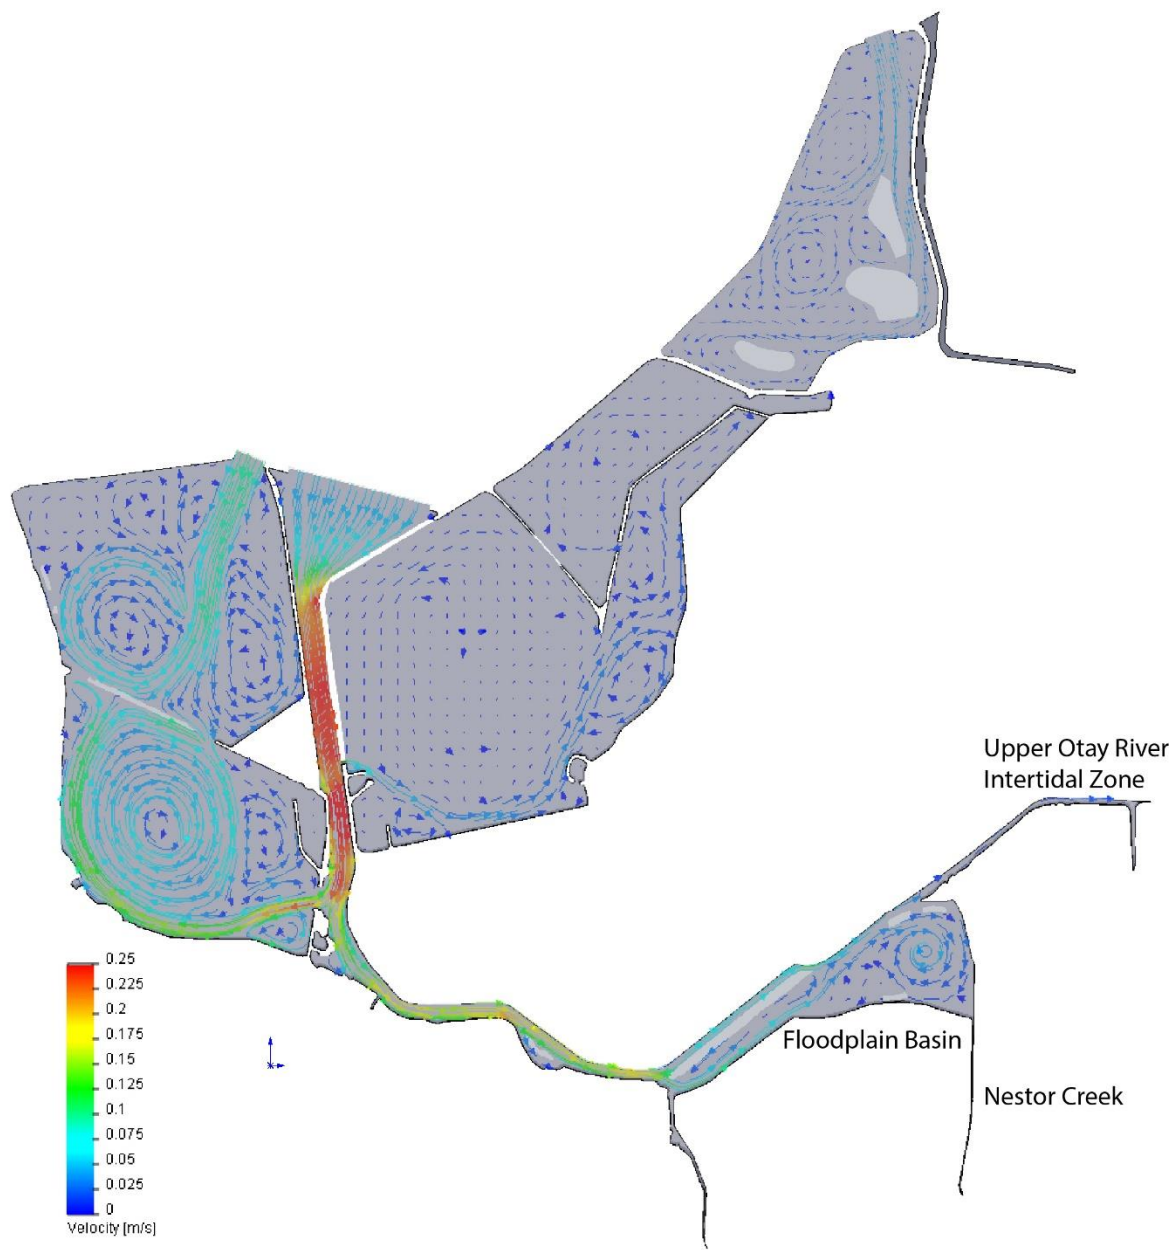 Upper Otay River
Intertidal Zone
Floodplain Basin
Nestor Creek
0.25
0.225
0.2
0.175
0.15
0.125
0.1
0.075
0.05
0.025
0
Velocity [m/s]